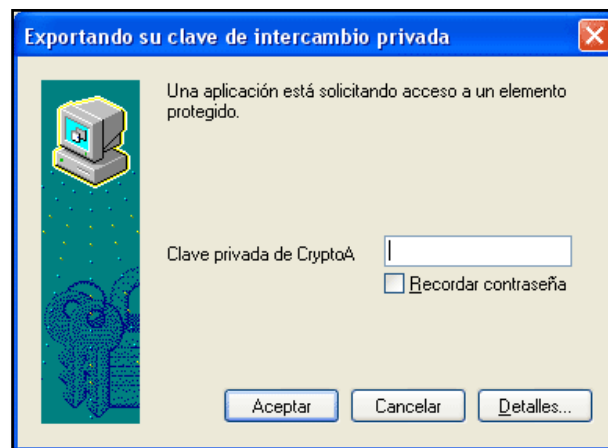 Exportando su clave de intercambio privada
Una aplicación está solicitando acceso a un elemento
protegido.
Clave privada de CryptoA
Recordar contraseña
Aceptar
Cancelar
Detalles...